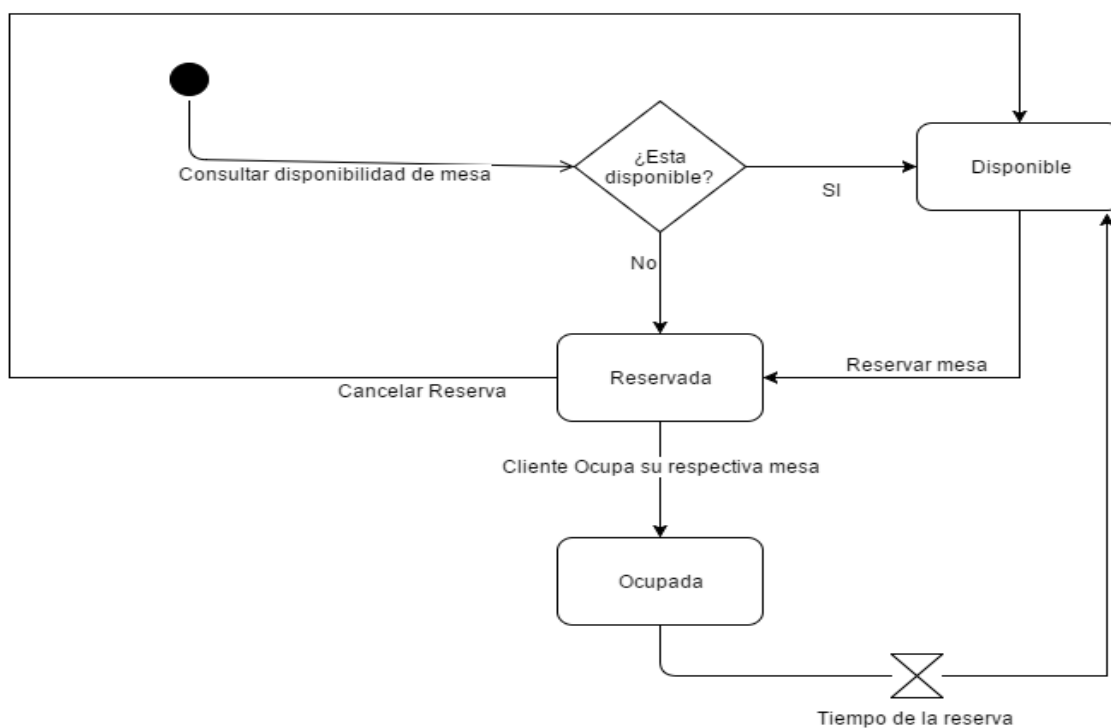 Consultar disponibilidad de mesa
¿Esta
disponible?
SI
Disponible
No
Reservar mesa
Reservada
Cancelar Reserva
Cliente Ocupa su respectiva mesa
Ocupada
Tiempo de la reserva